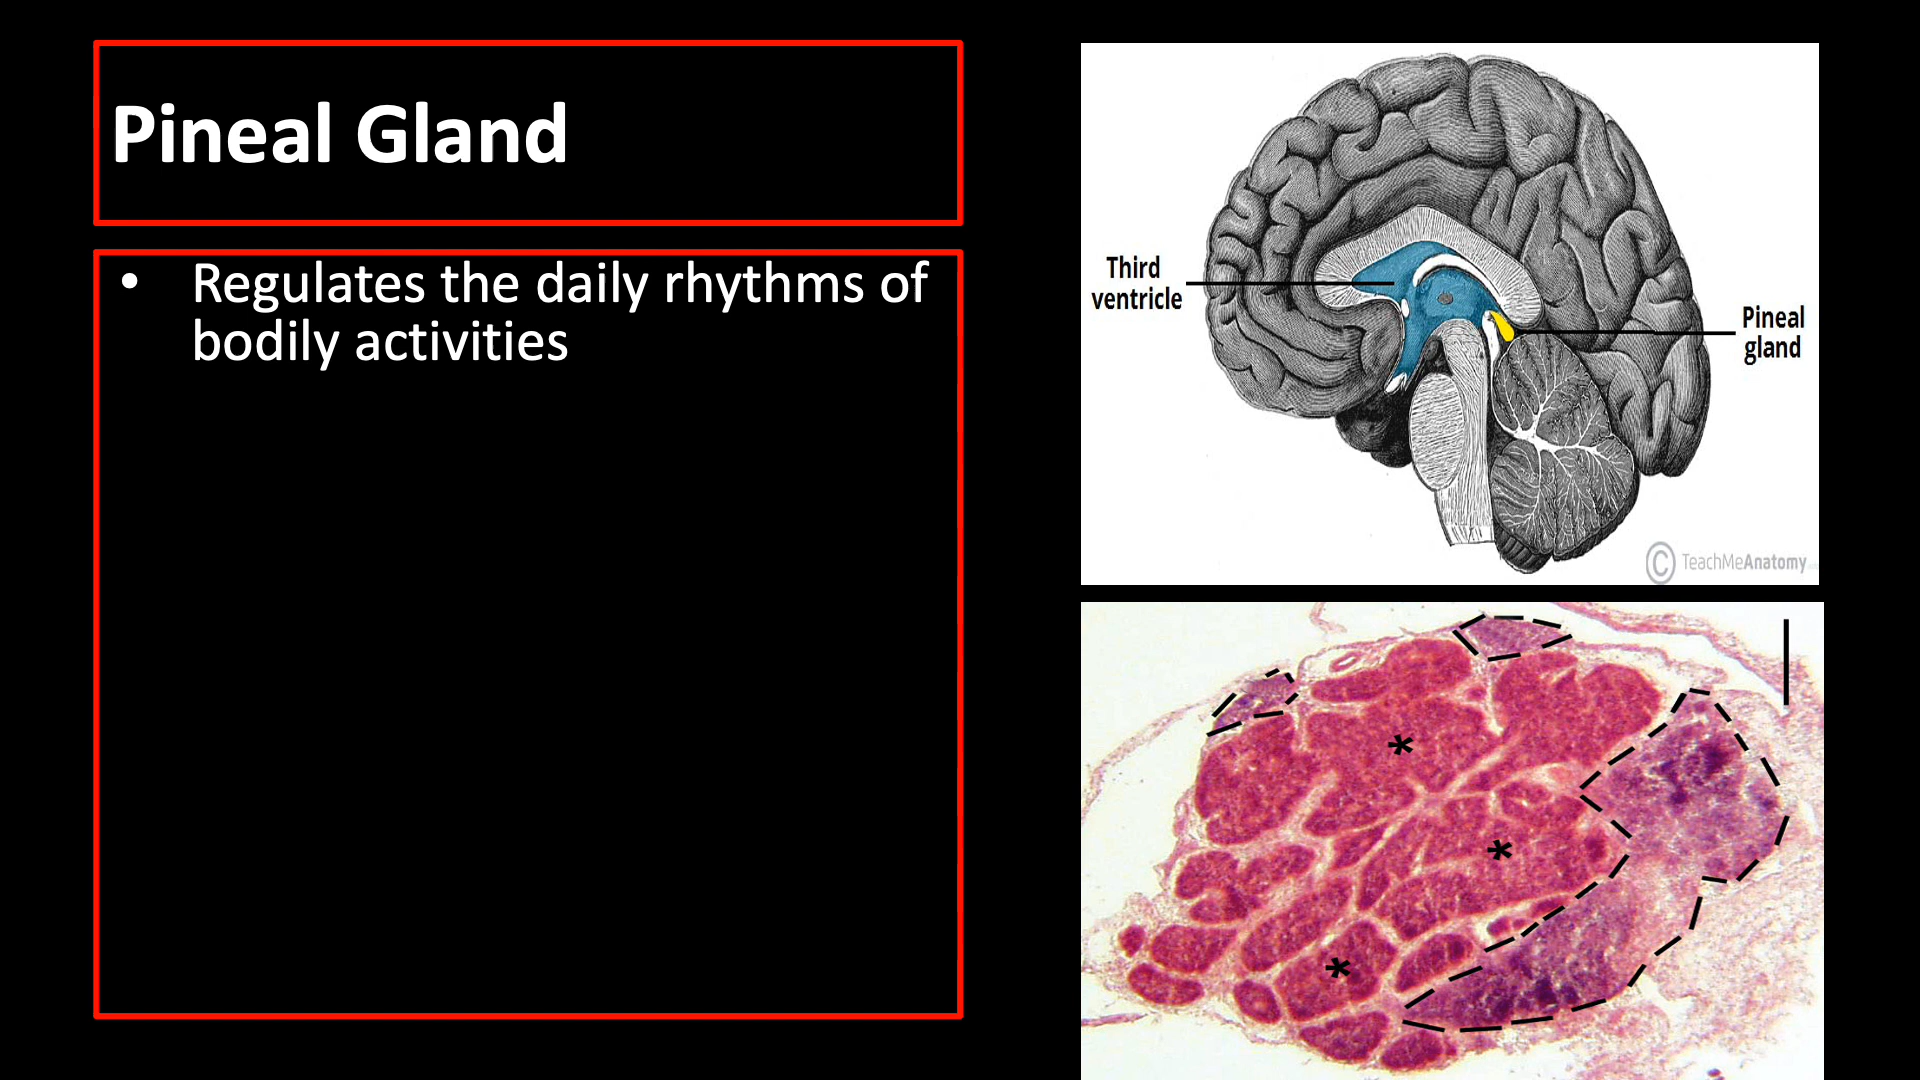 Pineal Gland
• Regulates the daily rhythms of
bodily activities
Third
ventricle
Pineal
gland
© TeachMeAnatomy
*
*
*